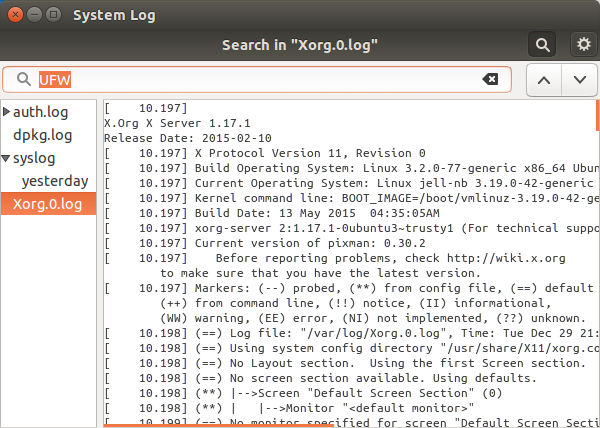 System Log
Search in "Xorg.0.log"
UFW
auth.log
dpkg.log
syslog
yesterday
Xorg.0.log
[    10.197]
X.Org X Server 1.17.1
Release Date: 2015-02-10
[    10.197] X Protocol Version 11, Revision 0
[    10.197] Build Operating System: Linux 3.2.0-77-generic x86_64 Ubun
[    10.197] Current Operating System: Linux jell-nb 3.19.0-42-generic
[    10.197] Kernel command line: BOOT_IMAGE=/boot/vmlinuz-3.19.0-42-ge
[    10.197] Build Date: 13 May 2015  04:35:05AM
[    10.197] xorg-server 2:1.17.1-0ubuntu3~trusty1 (For technical suppo
[    10.197] Current version of pixman: 0.30.2
[    10.197]    Before reporting problems, check http://wiki.x.org
to make sure that you have the latest version.
[    10.197] Markers: (--) probed, (**) from config file, (==) default
(++) from command line, (!!) notice, (II) informational,
(WW) warning, (EE) error, (NI) not implemented, (??) unknown.
[    10.198] (==) Log file: "/var/log/Xorg.0.log", Time: Tue Dec 29 21:
[    10.198] (==) Using system config directory "/usr/share/X11/xorg.co
[    10.198] (==) No Layout section.  Using the first Screen section.
[    10.198] (==) No screen section available. Using defaults.
[    10.198] (**) |-->Screen "Default Screen Section" (0)
[    10.198] (**) |   |-->Monitor "<default monitor>"
[    10.199] (==) No monitor specified for screen "Default Screen Secti